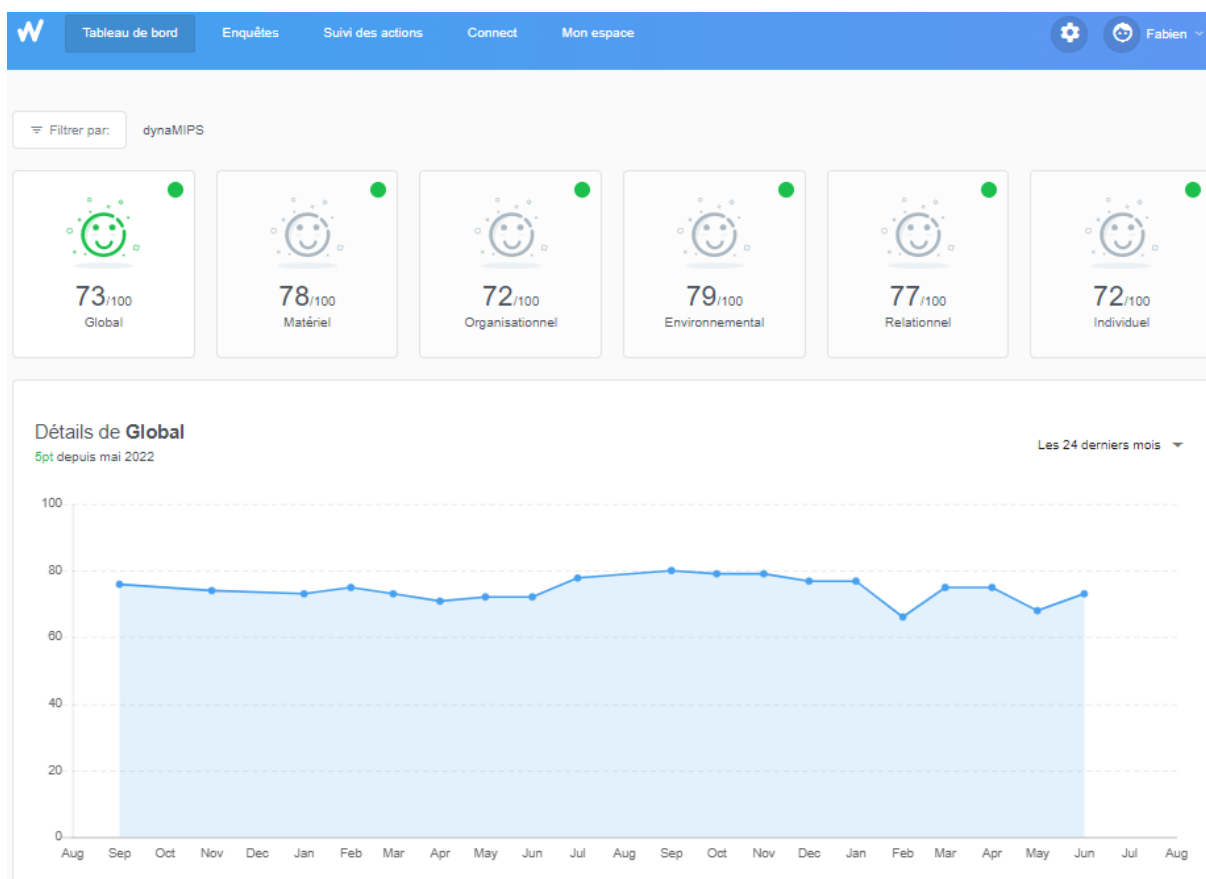 Tableau de bord Enquêtes Suivi des actions Connect Mon espace Fabien
Filtrer par: dynaMIPS
73/100 78/100 72/100 79/100 77/100 72/100
Global Matériel Organisationnel Environnemental Relationnel Individuel
Détails de Global
5pt depuis mai 2022
Les 24 derniers mois
100
80
60
40
20
0
Aug Sep Oct Nov Dec Jan Feb Mar Apr May Jun Jul Aug Sep Oct Nov Dec Jan Feb Mar Apr May Jun Jul Aug